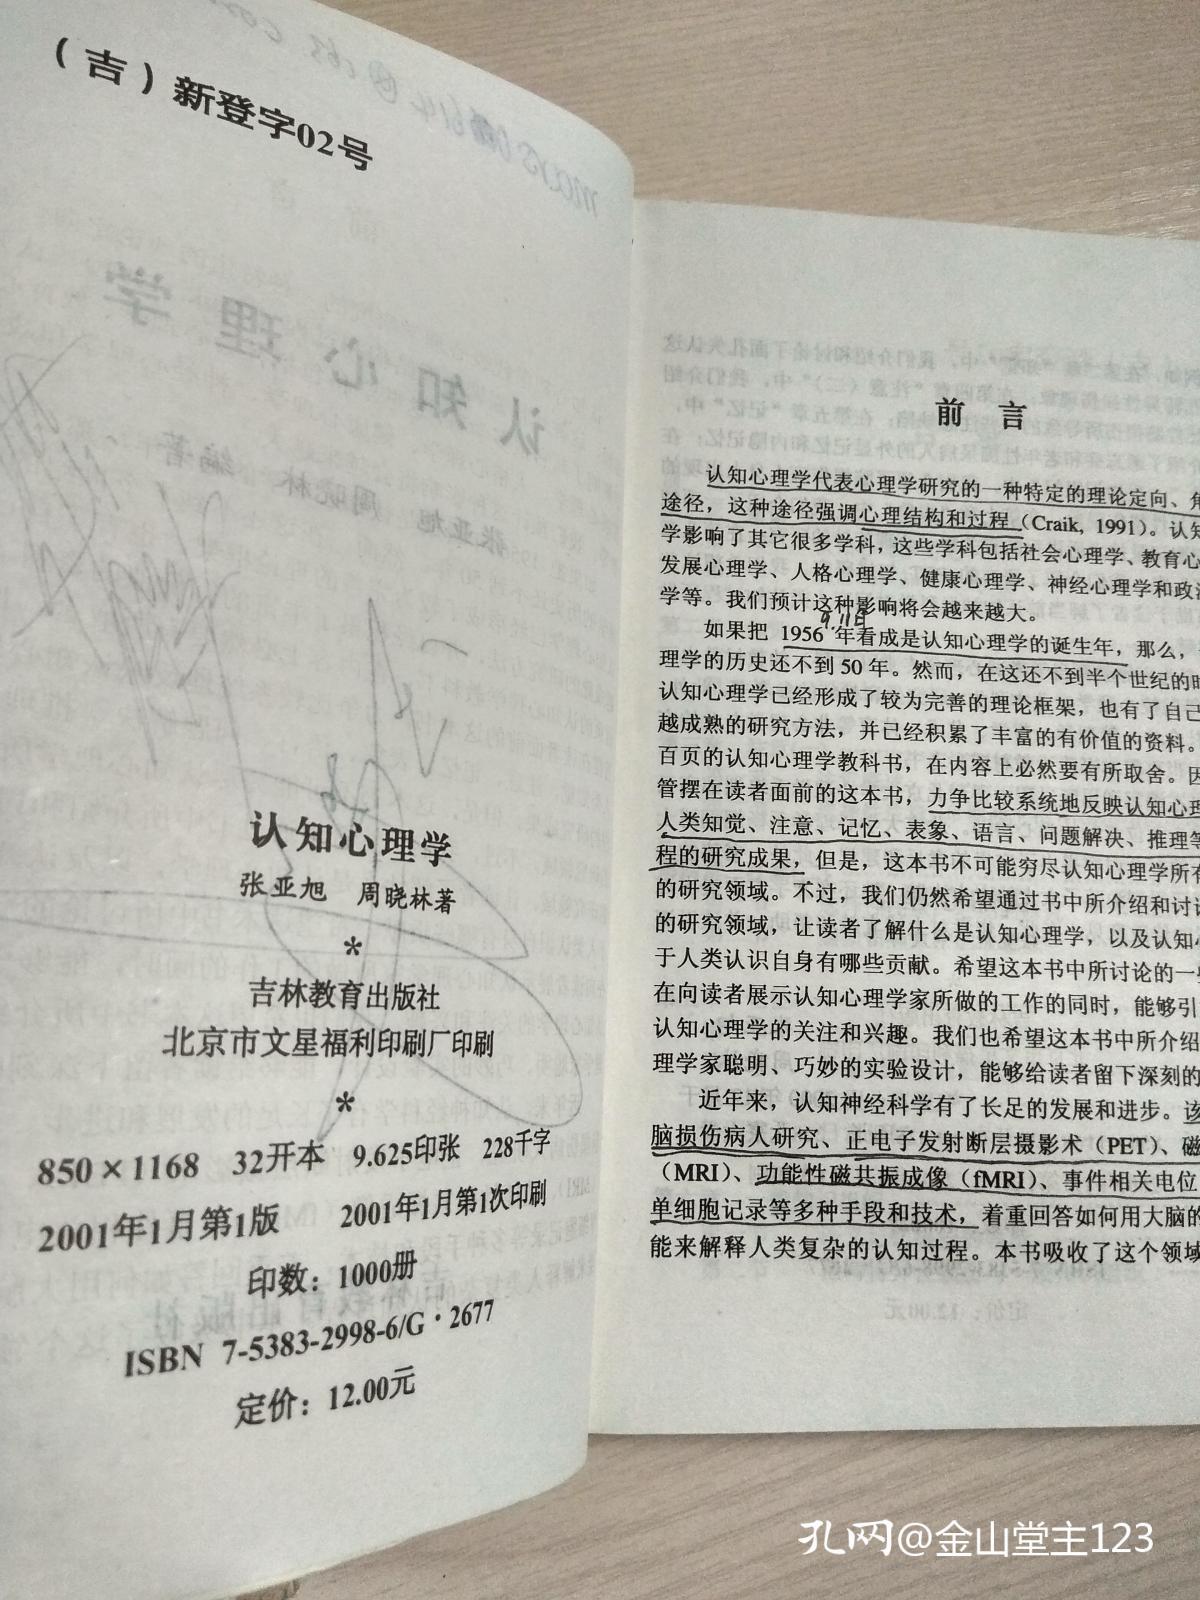 （吉）新登字02号
认知心理学
张亚旭　周晓林著
*
吉林教育出版社
北京市文星福利印刷厂印刷
*
850×1168　32开本　9.625印张　228千字
2001年1月第1版　2001年1月第1次印刷
印数：1000册
ISBN 7-5383-2998-6/G·2677
定价：12.00元
前　言
认知心理学代表心理学研究的一种特定的理论定向、角
途径，这种途径强调心理结构和过程（Craik, 1991）。认知
学影响了其它很多学科，这些学科包括社会心理学、教育心
发展心理学、人格心理学、健康心理学、神经心理学和政治
学等。我们预计这种影响将会越来越大。
9.11日
如果把 1956 年看成是认知心理学的诞生年，那么，
理学的历史还不到 50 年。然而，在这还不到半个世纪的时
认知心理学已经形成了较为完善的理论框架，也有了自己
越成熟的研究方法，并已经积累了丰富的有价值的资料。
百页的认知心理学教科书，在内容上必然要有所取舍。因
管摆在读者面前的这本书，力争比较系统地反映认知心理
人类知觉、注意、记忆、表象、语言、问题解决、推理等
程的研究成果，但是，这本书不可能穷尽认知心理学所有
的研究领域。不过，我们仍然希望通过书中所介绍和讨论
的研究领域，让读者了解什么是认知心理学，以及认知心
于人类认识自身有哪些贡献。希望这本书中所讨论的一些
在向读者展示认知心理学家所做的工作的同时，能够引
认知心理学的关注和兴趣。我们也希望这本书中所介绍
理学家聪明、巧妙的实验设计，能够给读者留下深刻的
近年来，认知神经科学有了长足的发展和进步。该
脑损伤病人研究、正电子发射断层摄影术（PET）、磁
（MRI）、功能性磁共振成像（fMRI）、事件相关电位
单细胞记录等多种手段和技术，着重回答如何用大脑的
能来解释人类复杂的认知过程。本书吸收了这个领域
孔网@金山堂主123